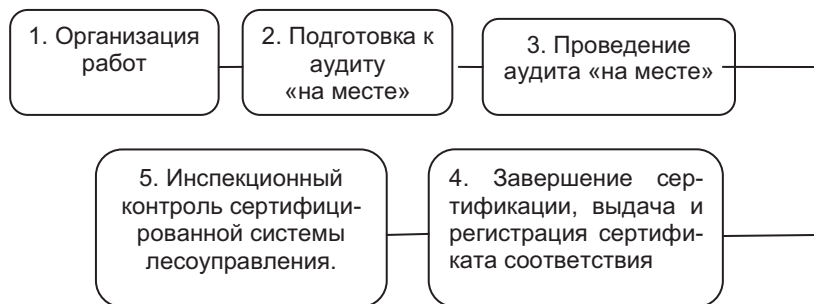 1. Организация
работ
2. Подготовка к
аудиту
«на месте»
3. Проведение
аудита «на месте»
5. Инспекционный
контроль сертифици-
рованной системы
лесоуправления.
4. Завершение сер-
тификации, выдача и
регистрация сертифи-
ката соответствия